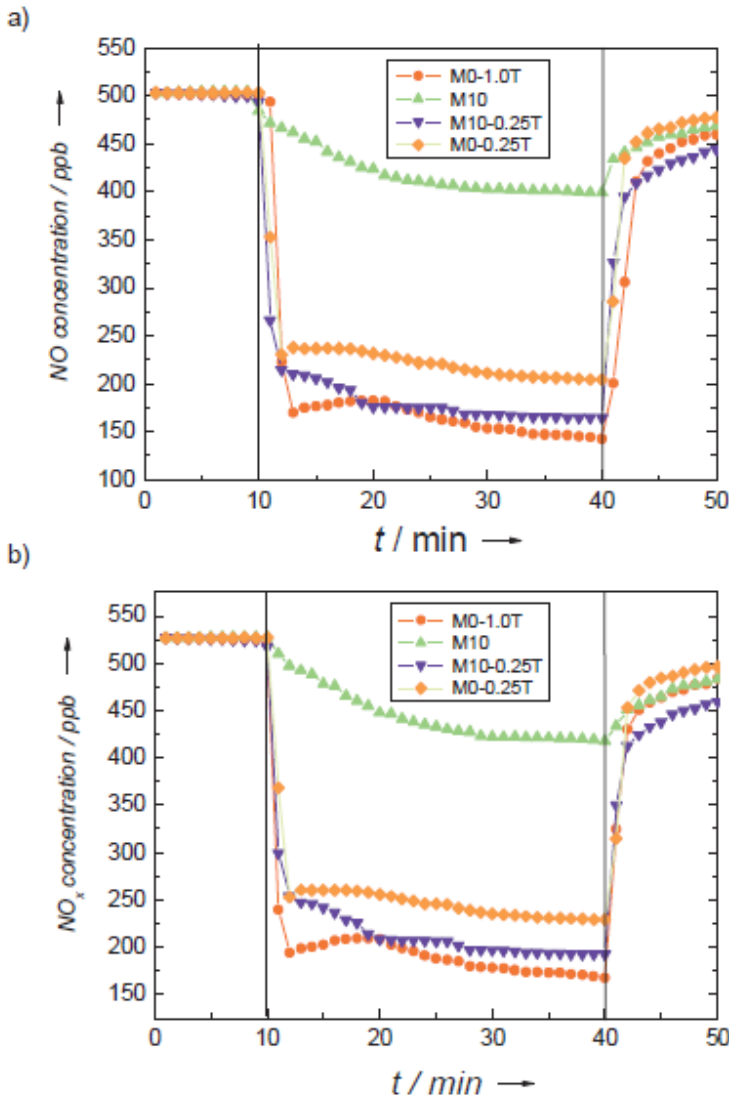 a)
550
500
450
400
350
300
250
200
150
100
NO concentration / ppb
M0-1.0T
M10
M10-0.25T
M0-0.25T
0 10 20 30 40 50
t / min
b)
550
500
450
400
350
300
250
200
150
NOx concentration / ppb
M0-1.0T
M10
M10-0.25T
M0-0.25T
0 10 20 30 40 50
t / min